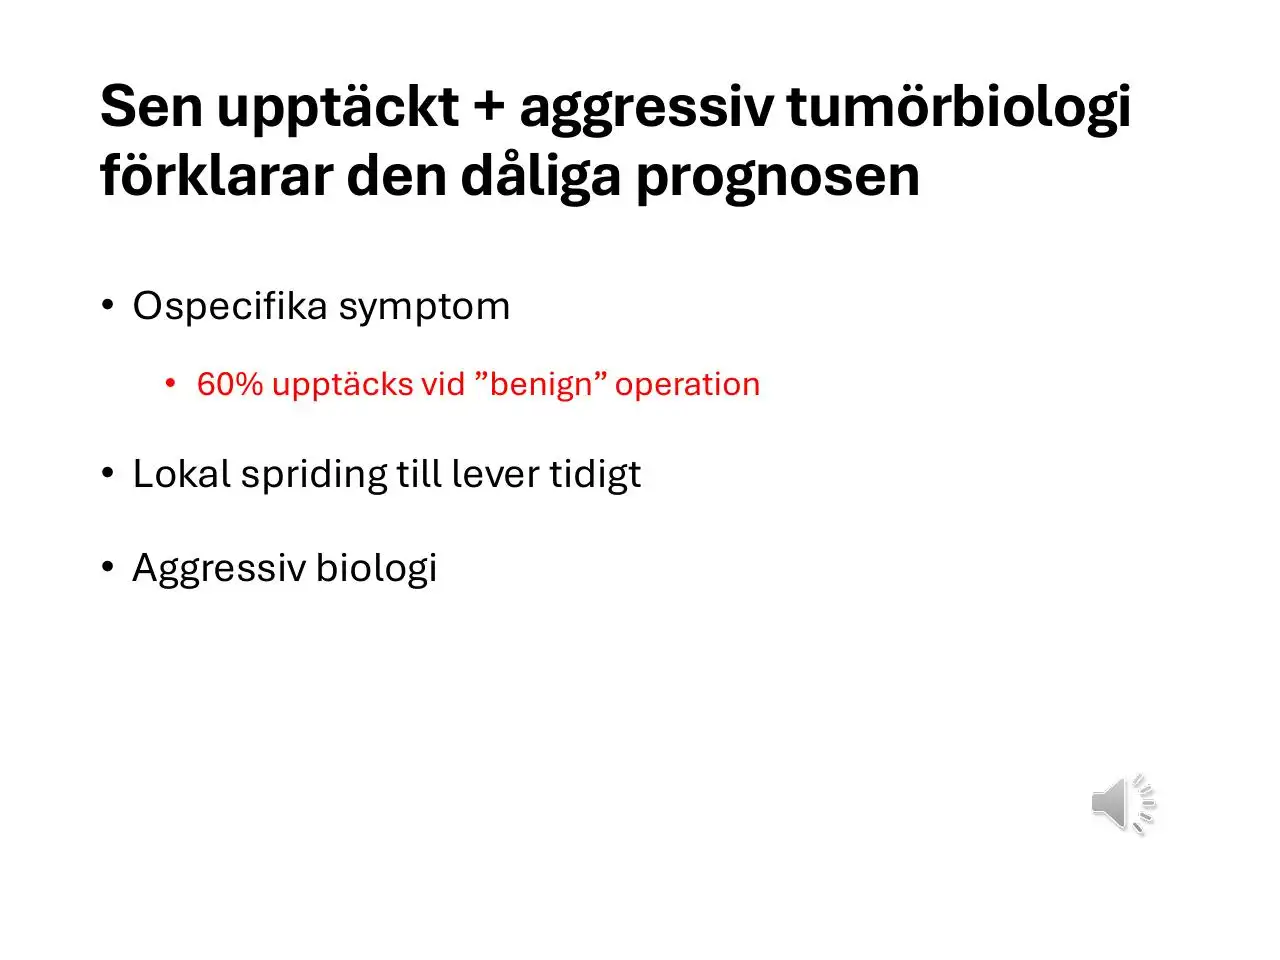 Sen upptäckt + aggressiv tumörbiologi
förklarar den dåliga prognosen
• Ospecifika symptom
• 60% upptäcks vid ”benign” operation
• Lokal spriding till lever tidigt
• Aggressiv biologi